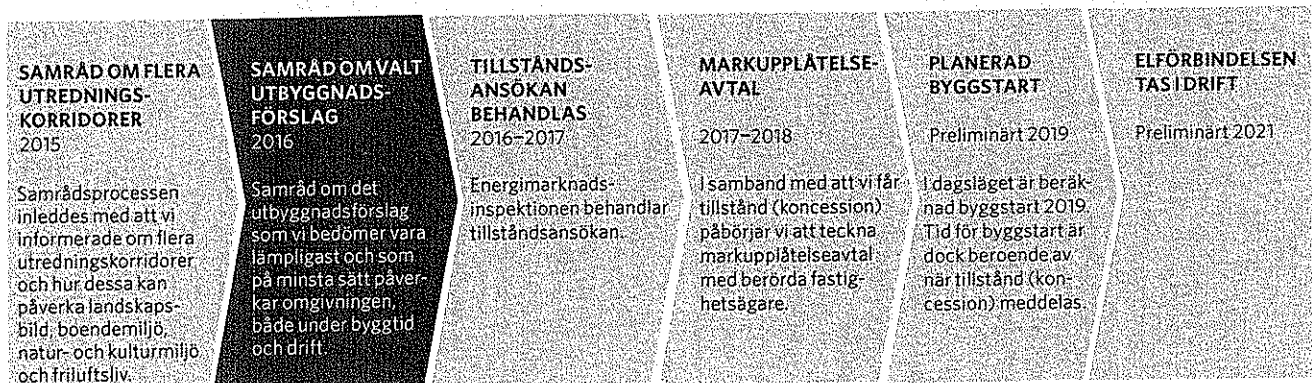 SAMRÅD OM FLERA
UTREDNINGS-
KORRIDORER
2015
Samrådsprocessen
inleddes med att vi
informerade om flera
utredningskorridorer
och hur dessa kan
påverka landskaps-
bild, boendemiljö,
natur- och kulturmiljö
och friluftsliv.
SAMRÅD OM VALT
UTBYGGNADS-
FÖRSLAG
2016
Samråd om det
utbyggnadsförslag
som vi bedömer vara
lämpligast och som
på minsta sätt påver-
kar omgivningen,
både under byggtid
och drift.
TILLSTÅNDS-
ANSÖKAN
BEHANDLAS
2016–2017
Energimarknads-
inspektionen behandlar
tillståndsansökan.
MARKUPPLÅTELSE-
AVTAL
2017–2018
I samband med att vi får
tillstånd (koncession)
påbörjar vi att teckna
markupplåtelseavtal
med berörda fastig-
hetsägare.
PLANERAD
BYGGSTART
Preliminärt 2019
I dagsläget är beräk-
nad byggstart 2019.
Tid för byggstart är
dock beroende av
när tillstånd (kon-
cession) meddelas.
ELFÖRBINDELSEN
TAS I DRIFT
Preliminärt 2021